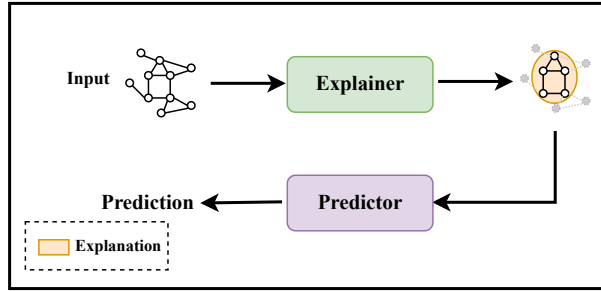 Input
Explainer
Prediction
Predictor
Explanation